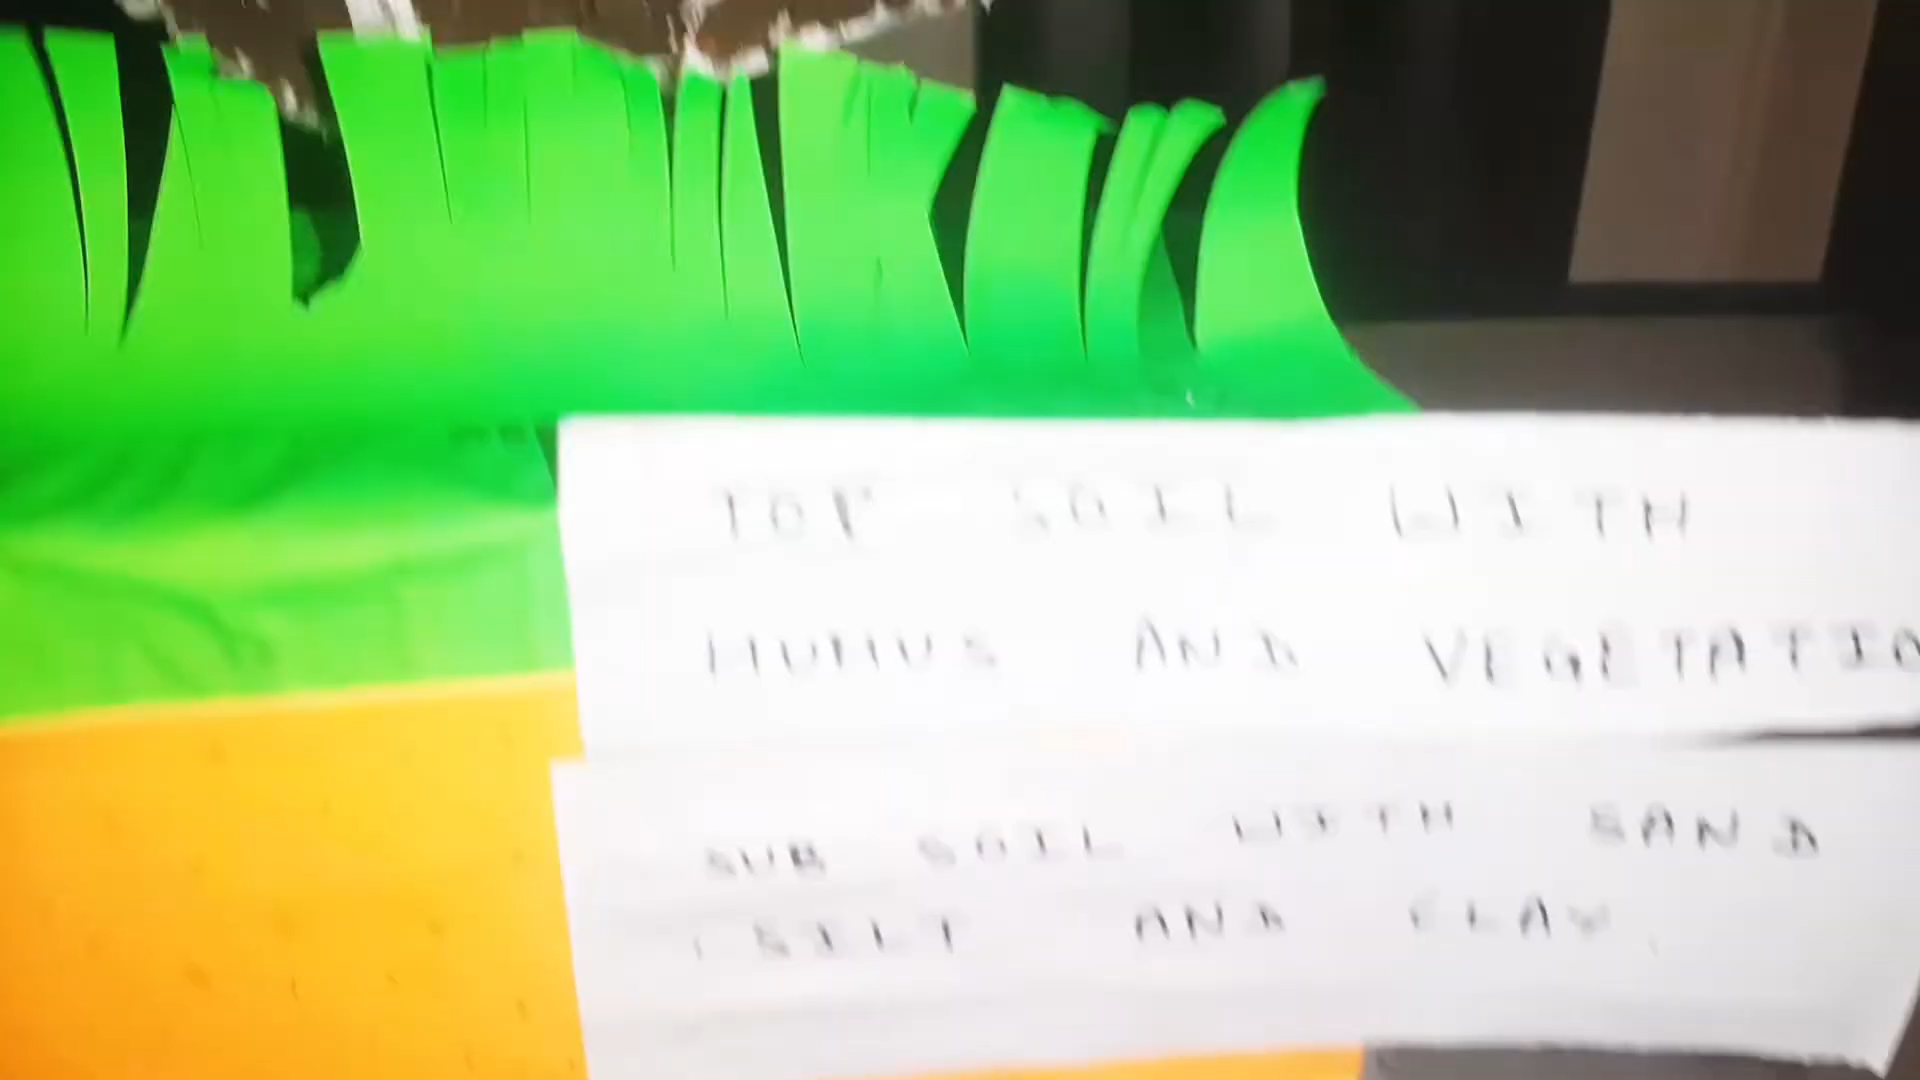 TOP SOIL WITH
HUMUS AND VEGETATIO
SUB SOIL WITH SAND
, SILT AND CLAY.